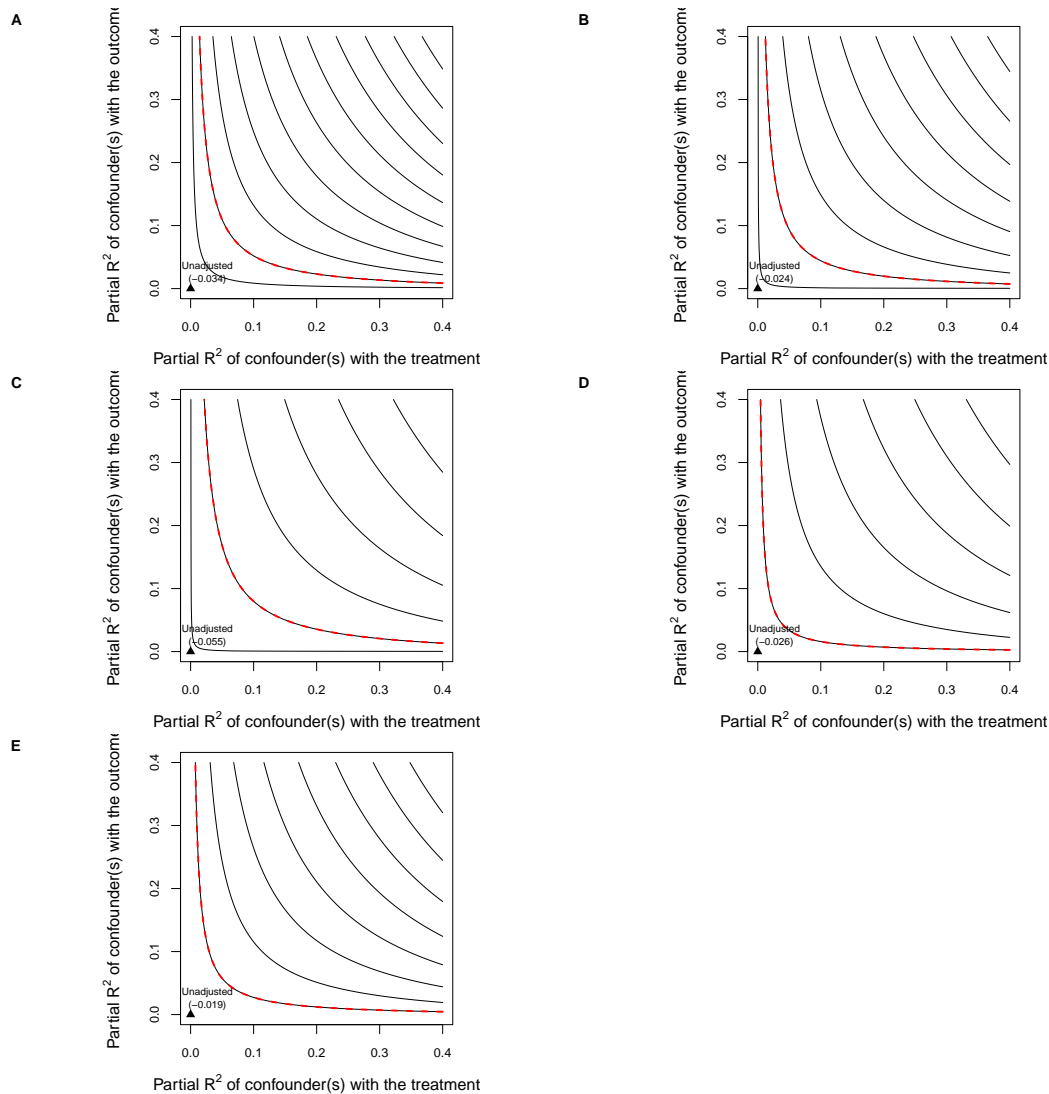 A
Partial R² of confounder(s) with the outcome
0.4
0.3
0.2
0.1
0.0
Unadjusted
(−0.034)
0.0 0.1 0.2 0.3 0.4
Partial R² of confounder(s) with the treatment
B
Partial R² of confounder(s) with the outcome
0.4
0.3
0.2
0.1
0.0
Unadjusted
(−0.024)
0.0 0.1 0.2 0.3 0.4
Partial R² of confounder(s) with the treatment
C
Partial R² of confounder(s) with the outcome
0.4
0.3
0.2
0.1
0.0
Unadjusted
(−0.055)
0.0 0.1 0.2 0.3 0.4
Partial R² of confounder(s) with the treatment
D
Partial R² of confounder(s) with the outcome
0.4
0.3
0.2
0.1
0.0
Unadjusted
(−0.026)
0.0 0.1 0.2 0.3 0.4
Partial R² of confounder(s) with the treatment
E
Partial R² of confounder(s) with the outcome
0.4
0.3
0.2
0.1
0.0
Unadjusted
(−0.019)
0.0 0.1 0.2 0.3 0.4
Partial R² of confounder(s) with the treatment